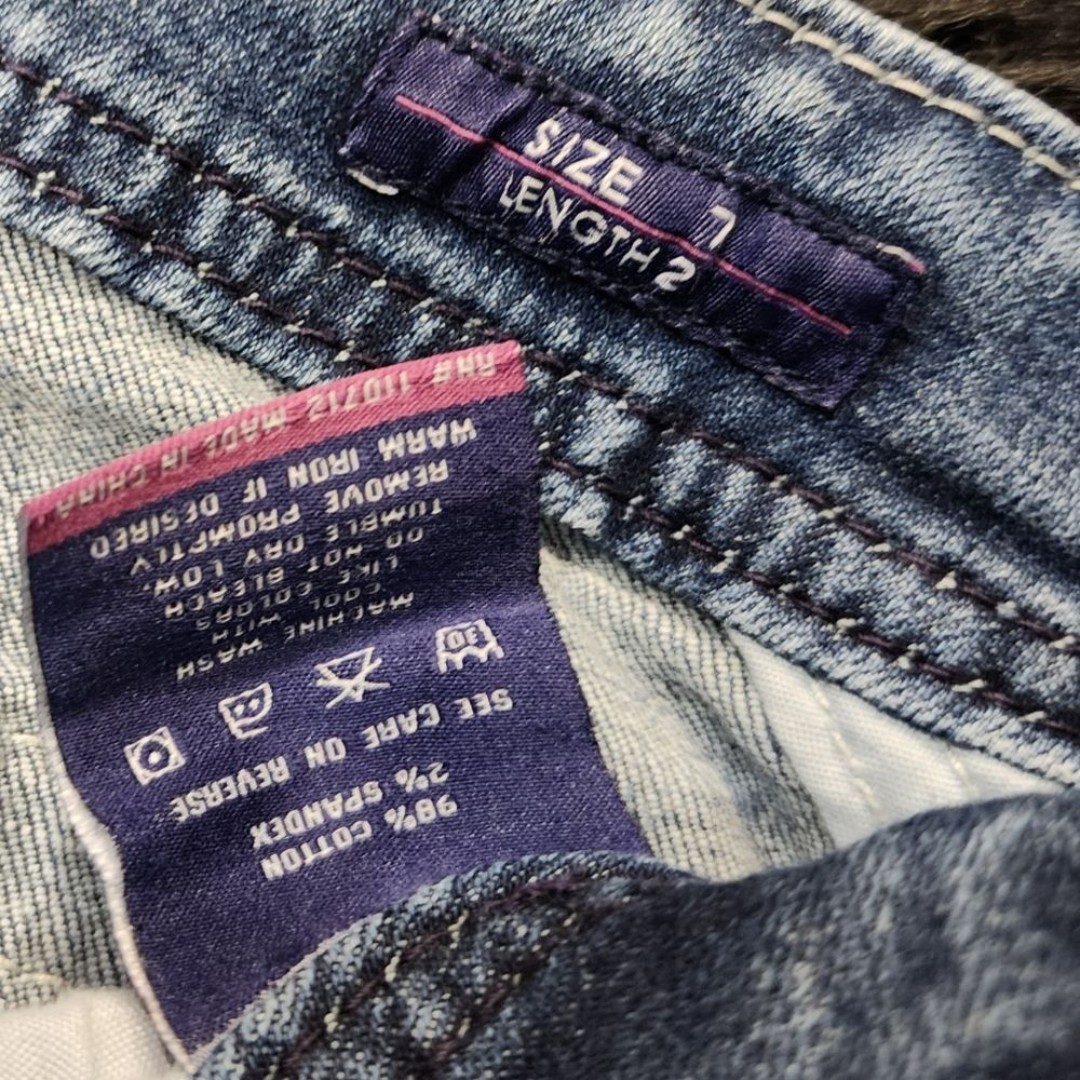 SIZE 7
LENGTH 2
98% COTTON
2% SPANDEX
SEE CARE ON REVERSE
30
MACHINE WASH
COOL WITH
LIKE COLORS
DO NOT BLEACH
TUMBLE DRY LOW.
REMOVE PROMPTLY
WARM IRON IF DESIRED
RN# 110712 MADE IN CHINA